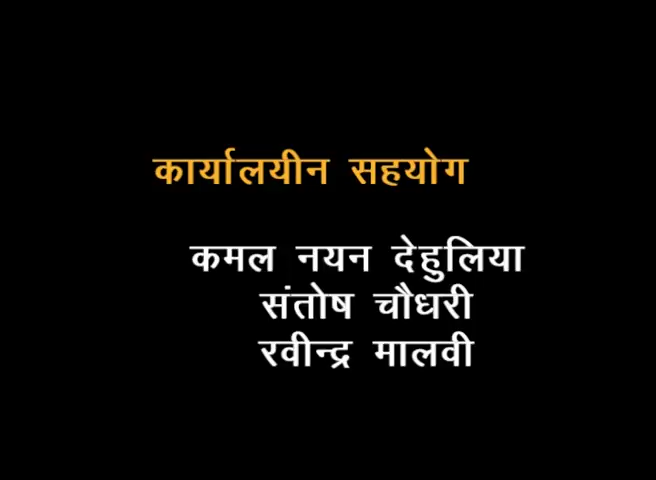 कार्यालयीन सहयोग
कमल नयन देहुलिया
संतोष चौधरी
रवीन्द्र मालवी